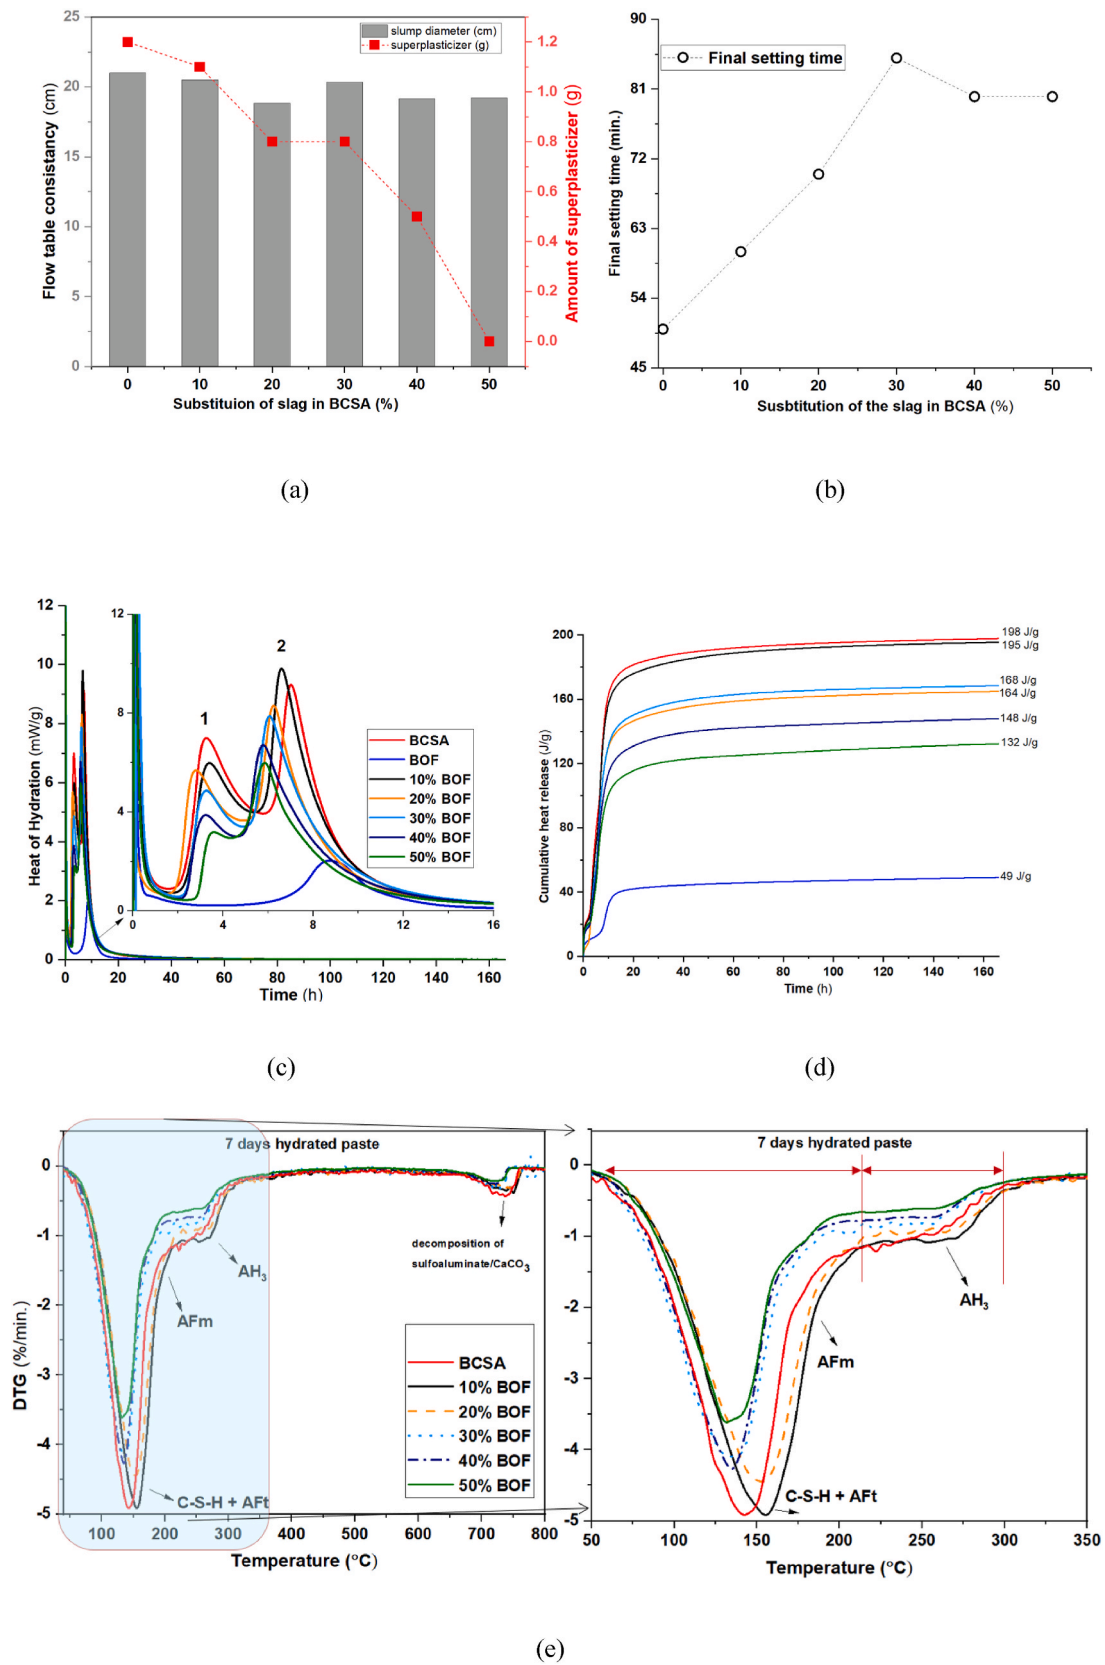 25
20
15
10
5
0
Flow table consistancy (cm)
slump diameter (cm)
superplasticizer (g)
1.2
1.0
0.8
0.6
0.4
0.2
0.0
Amount of superplasticizer (g)
0 10 20 30 40 50
Substituion of slag in BCSA (%)
(a)
90
81
72
63
54
45
Final setting time (min.)
Final setting time
0 10 20 30 40 50
Susbtitution of the slag in BCSA (%)
(b)
12
10
8
6
4
2
0
Heat of Hydration (mW/g)
12
8
4
0
1
2
BCSA
BOF
10% BOF
20% BOF
30% BOF
40% BOF
50% BOF
0 4 8 12 16
0 20 40 60 80 100 120 140 160
Time (h)
(c)
200
160
120
80
40
0
Cumulative heat release (J/g)
198 J/g
195 J/g
168 J/g
164 J/g
148 J/g
132 J/g
49 J/g
0 20 40 60 80 100 120 140 160
Time (h)
(d)
7 days hydrated paste
0
-1
-2
-3
-4
-5
DTG (%/min.)
AH3
AFm
C-S-H + AFt
decomposition of
sulfoaluminate/CaCO3
BCSA
10% BOF
20% BOF
30% BOF
40% BOF
50% BOF
100 200 300 400 500 600 700 800
Temperature (°C)
7 days hydrated paste
0
-1
-2
-3
-4
-5
AH3
AFm
C-S-H + AFt
50 100 150 200 250 300 350
Temperature (°C)
(e)